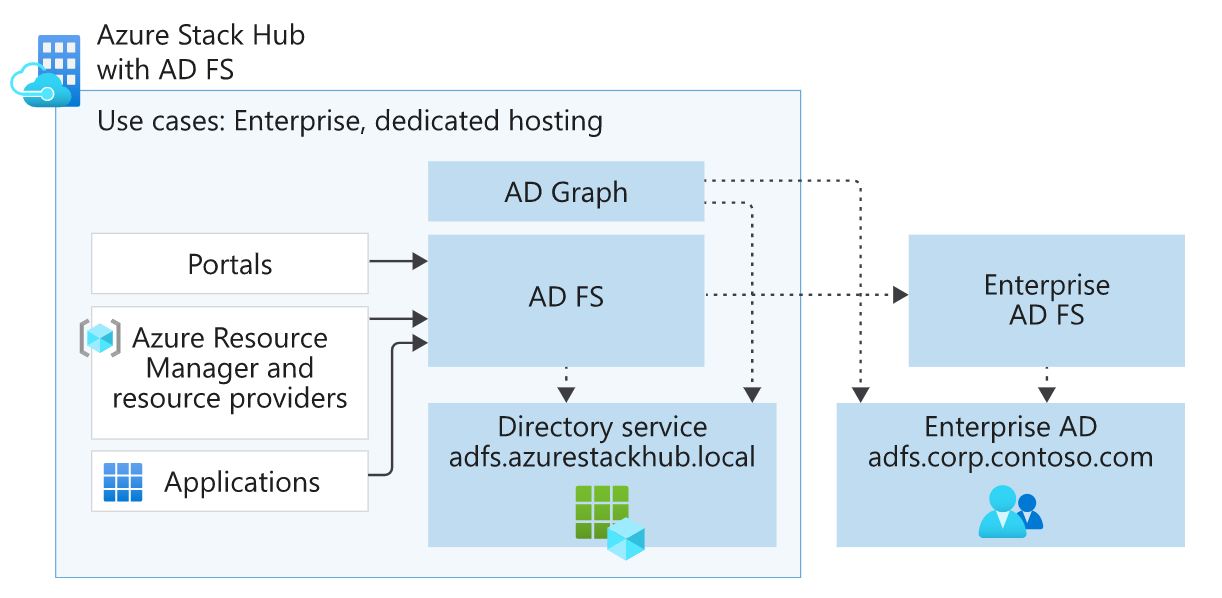 Azure Stack Hub
with AD FS
Use cases: Enterprise, dedicated hosting
AD Graph
Portals
AD FS
Enterprise
AD FS
Azure Resource
Manager and
resource providers
Directory service
adfs.azurestackhub.local
Enterprise AD
adfs.corp.contoso.com
Applications